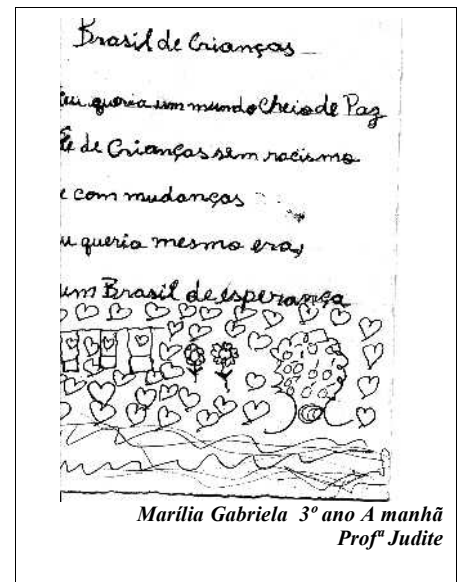 Brasil de Crianças
Eu queria um mundo cheio de Paz
E de Crianças sem racismo
e com mudanças
u queria mesmo era,
um Brasil de esperança
Marília Gabriela 3º ano A manhã
Profª Judite